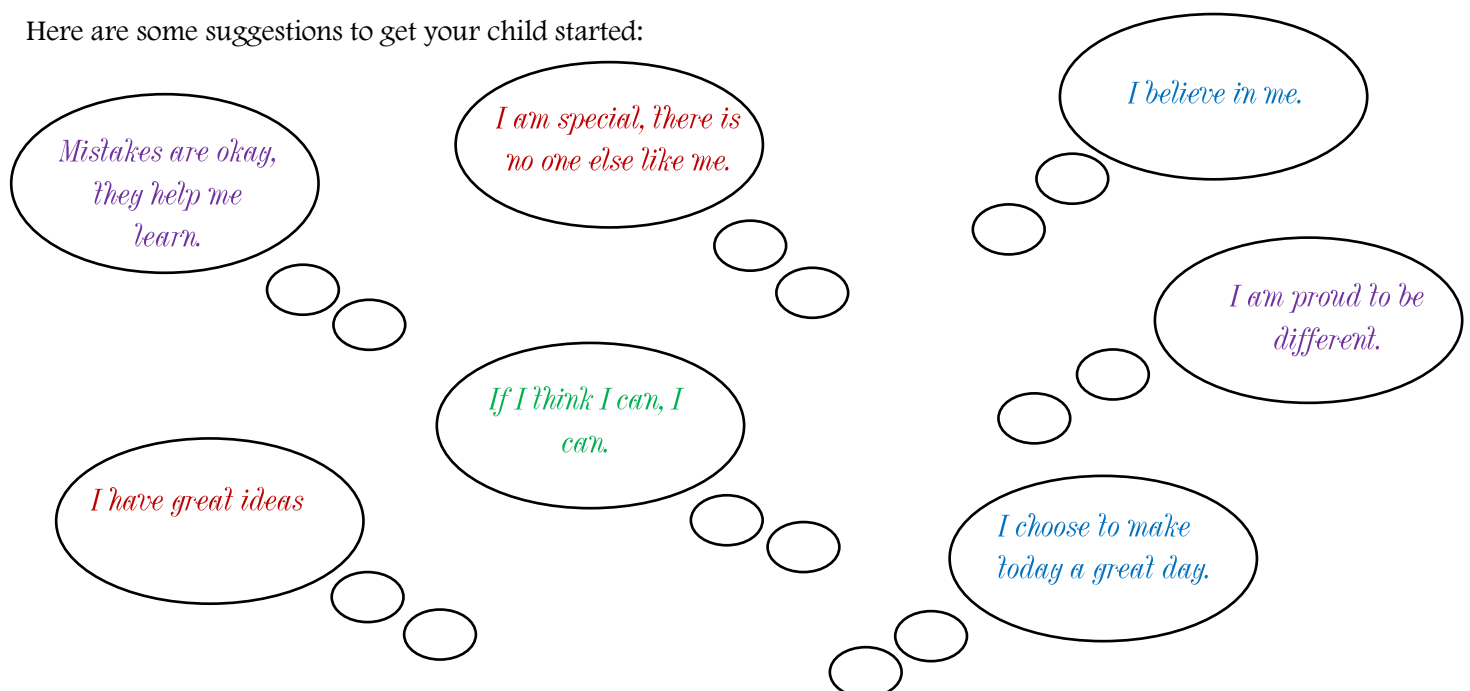 Here are some suggestions to get your child started:
I believe in me.
I am special, there is
no one else like me.
Mistakes are okay,
they help me
learn.
I am proud to be
different.
If I think I can, I
can.
I have great ideas
I choose to make
today a great day.